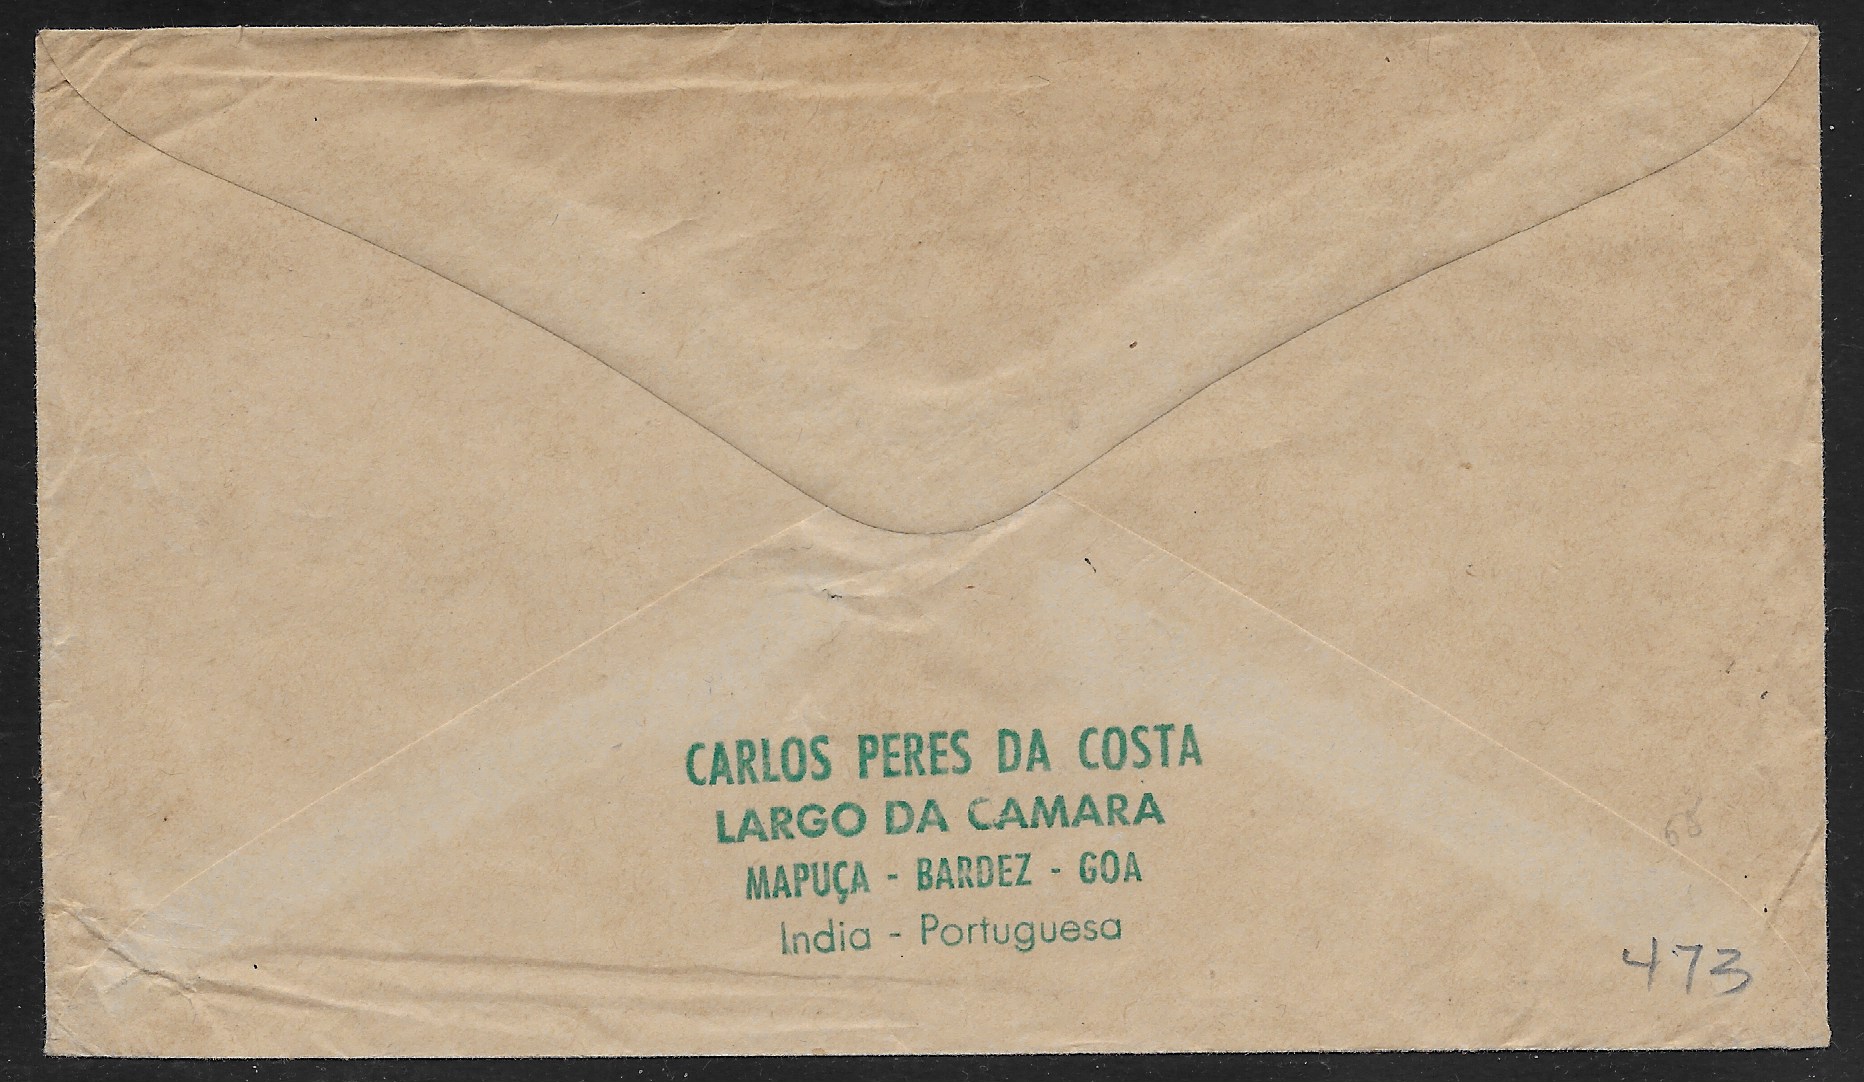 CARLOS PERES DA COSTA
LARGO DA CAMARA
MAPUÇA - BARDEZ - GOA
India - Portuguesa
473